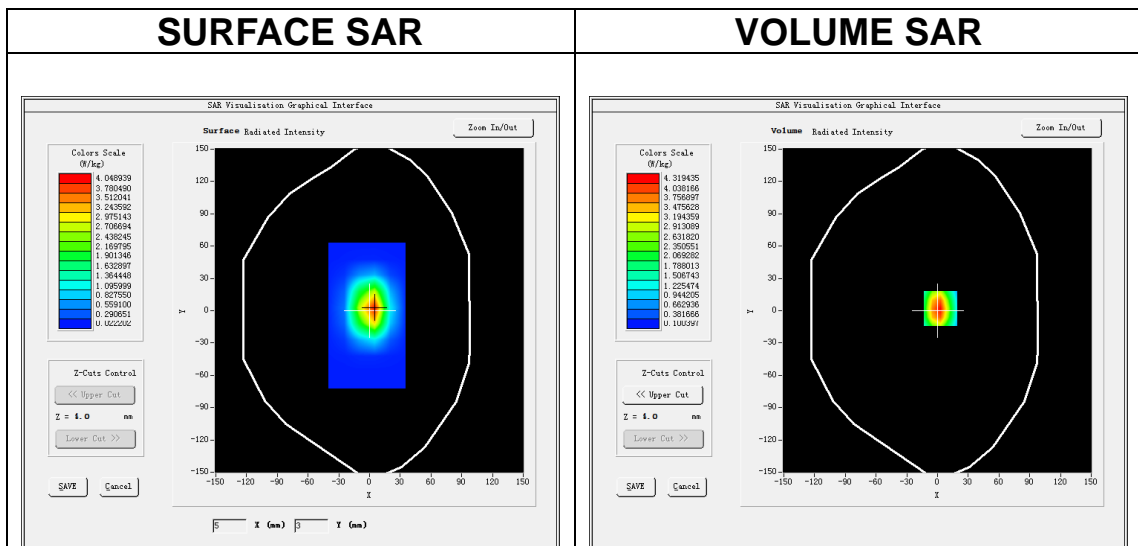 SURFACE SAR
VOLUME SAR
SAR Visualisation Graphical Interface
Surface Radiated Intensity
Zoom In/Out
Colors Scale
(W/kg)
4.048939
3.780490
3.512041
3.243592
2.975143
2.706694
2.438245
2.169795
1.901346
1.632897
1.364448
1.095999
0.827550
0.559100
0.290651
0.022202
150
120
90
60
30
0
-30
-60
-90
-120
-150
Y
-150 -120 -90 -60 -30 0 30 60 90 120 150
X
Z-Cuts Control
<< Upper Cut
Z = 4.0 mm
Lower Cut >>
SAVE Cancel
5 X (mm) 3 Y (mm)
SAR Visualisation Graphical Interface
Volume Radiated Intensity
Zoom In/Out
Colors Scale
(W/kg)
4.319435
4.038166
3.756897
3.475628
3.194359
2.913089
2.631820
2.350551
2.069282
1.788013
1.506743
1.225474
0.944205
0.662936
0.381666
0.100397
150
120
90
60
30
0
-30
-60
-90
-120
-150
Y
-150 -120 -90 -60 -30 0 30 60 90 120 150
X
Z-Cuts Control
<< Upper Cut
Z = 4.0 mm
Lower Cut >>
SAVE Cancel